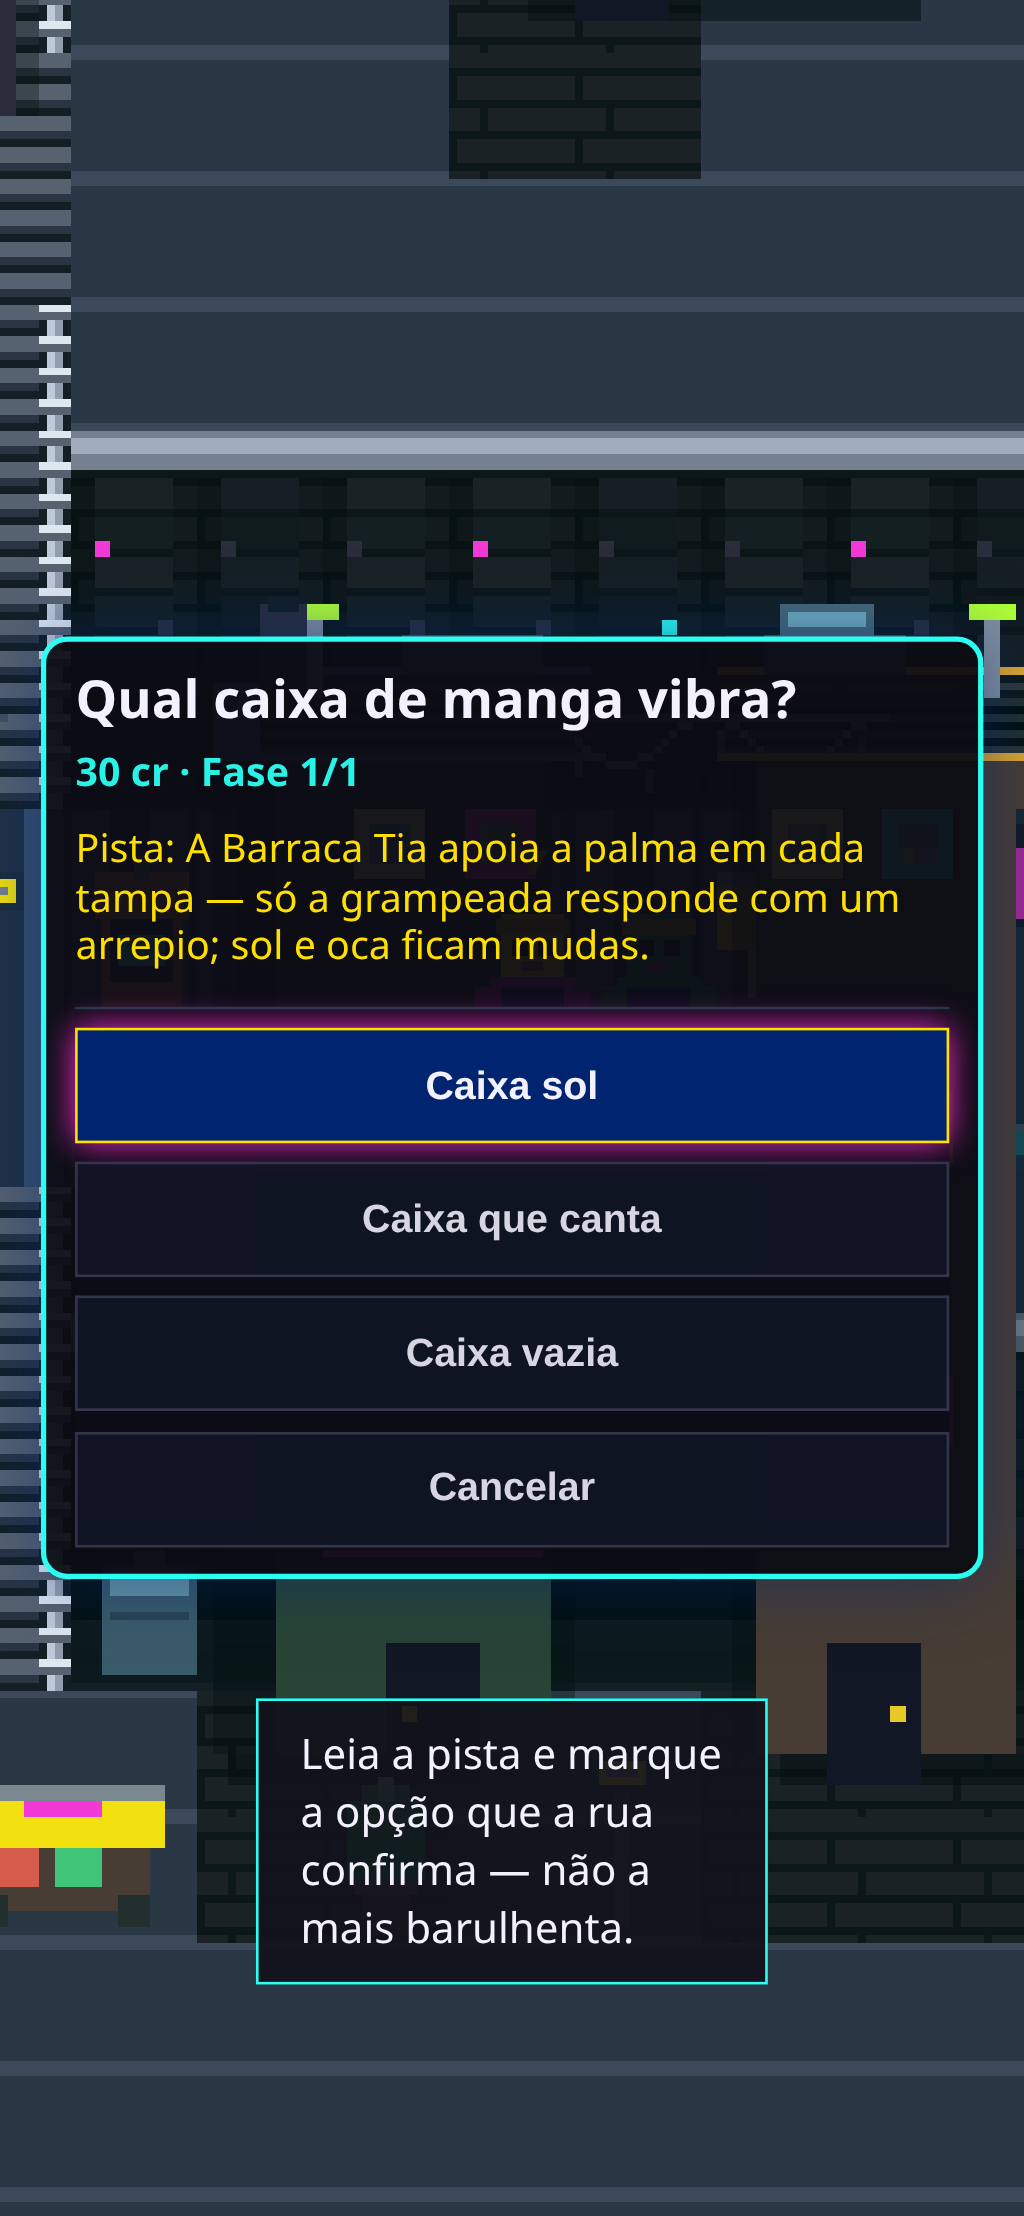 Qual caixa de manga vibra?
30 cr · Fase 1/1
Pista: A Barraca Tia apoia a palma em cada
tampa — só a grampeada responde com um
arrepio; sol e oca ficam mudas.
Caixa sol
Caixa que canta
Caixa vazia
Cancelar
Leia a pista e marque
a opção que a rua
confirma — não a
mais barulhenta.